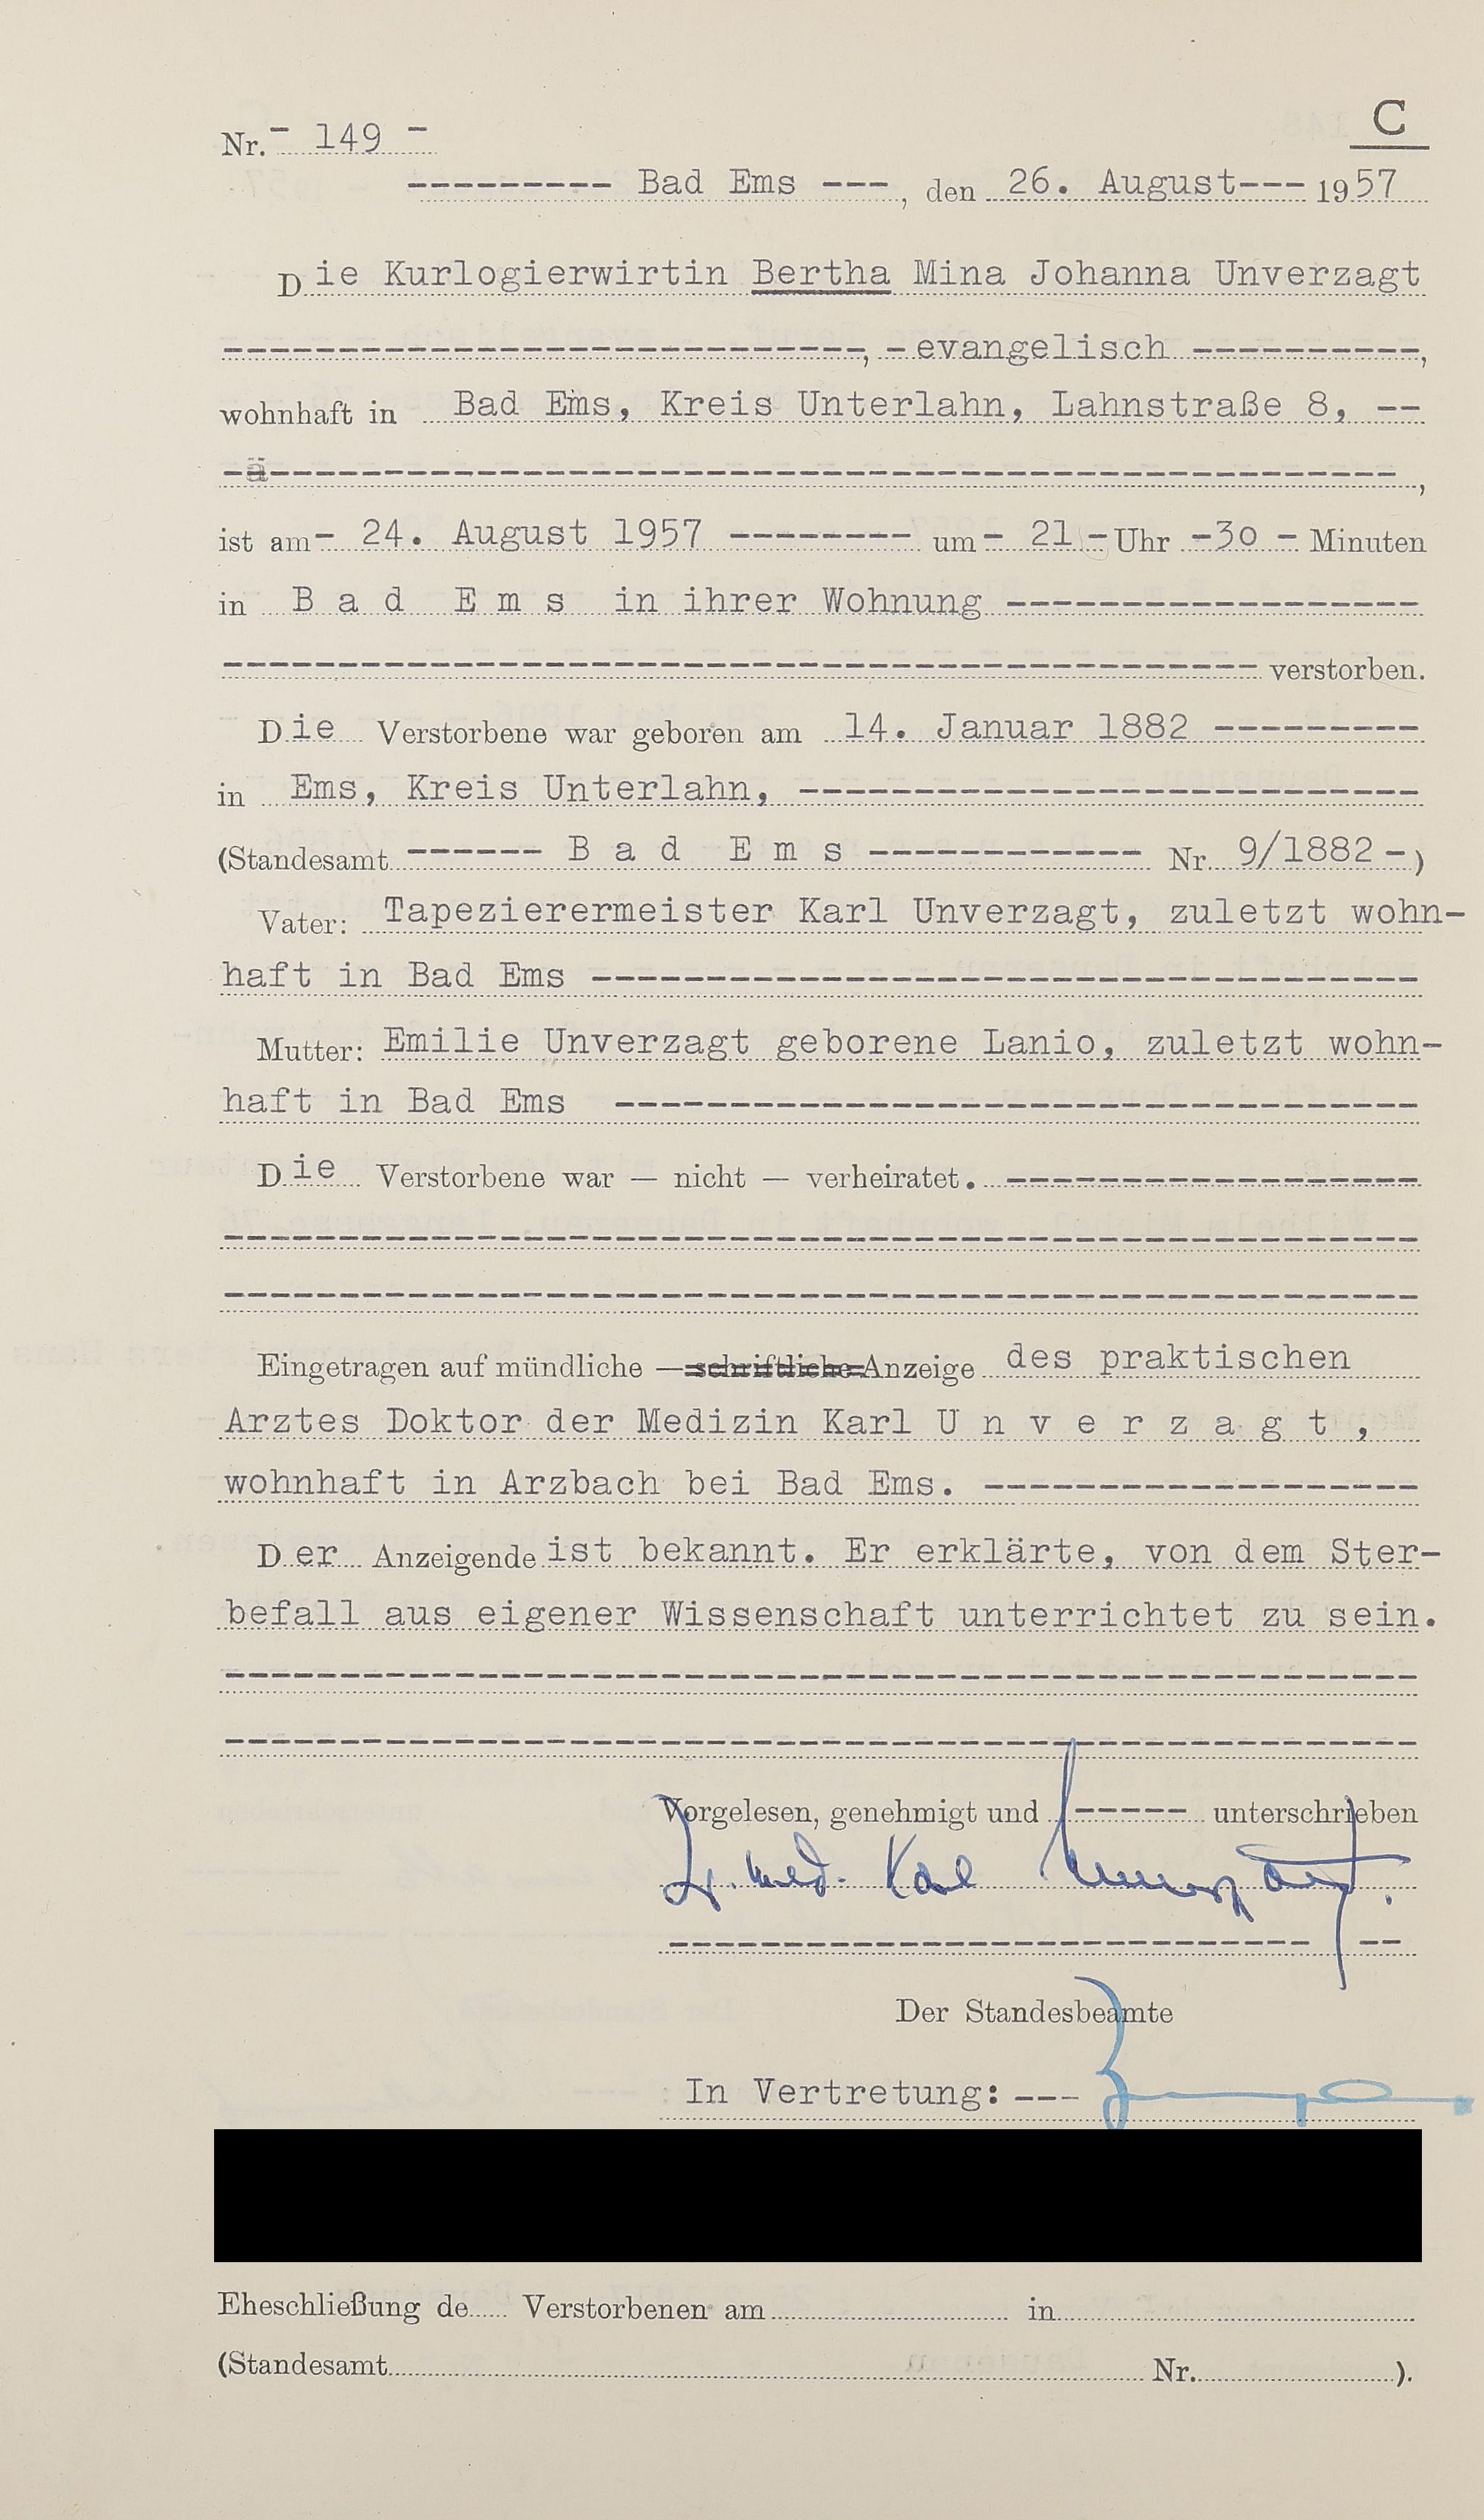 C
Nr. - 149 -
--------- Bad Ems ---, den 26. August--- 1957
Die Kurlogierwirtin Bertha Mina Johanna Unverzagt
----------------------------, - evangelisch ----------,
wohnhaft in Bad Ems, Kreis Unterlahn, Lahnstraße 8, --
-ä--------------------------------------------------,
ist am - 24. August 1957 -------- um - 21 - Uhr -30 - Minuten
in B a d E m s in ihrer Wohnung ------------------
--------------------------------------------- verstorben.
Die Verstorbene war geboren am 14. Januar 1882 ---------
in Ems, Kreis Unterlahn, ---------------------------
(Standesamt ------ B a d E m s ------------ Nr. 9/1882 -)
Vater: Tapezierermeister Karl Unverzagt, zuletzt wohn-
haft in Bad Ems ------------------------------------
Mutter: Emilie Unverzagt geborene Lanio, zuletzt wohn-
haft in Bad Ems -----------------------------------
Die Verstorbene war — nicht — verheiratet. ------------------
----------------------------------------------------
----------------------------------------------------
Eingetragen auf mündliche — schriftliche Anzeige des praktischen
Arztes Doktor der Medizin Karl U n v e r z a g t ,
wohnhaft in Arzbach bei Bad Ems. -------------------
Der Anzeigende ist bekannt. Er erklärte, von dem Ster-
befall aus eigener Wissenschaft unterrichtet zu sein.
----------------------------------------------------
----------------------------------------------------
Vorgelesen, genehmigt und ----- unterschrieben
Dr. med. Karl Unverzagt.
------------------------------
Der Standesbeamte
In Vertretung: ---
Eheschließung de Verstorbenen am in
(Standesamt Nr. ).